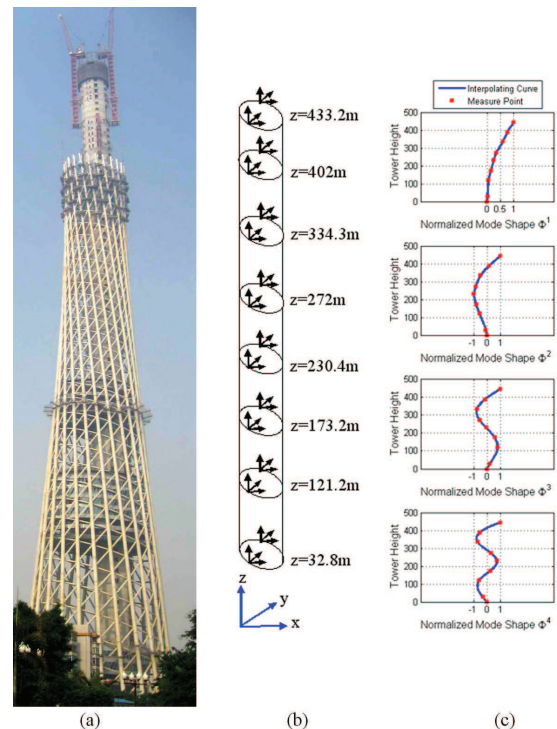 z=433.2m
z=402m
z=334.3m
z=272m
z=230.4m
z=173.2m
z=121.2m
z=32.8m
z
y
x
Interpolating Curve
Measure Point
500
400
300
200
100
0
Tower Height
0 0.5 1
Normalized Mode Shape Φ1
500
400
300
200
100
0
Tower Height
-1 0 1
Normalized Mode Shape Φ2
500
400
300
200
100
0
Tower Height
-1 0 1
Normalized Mode Shape Φ3
500
400
300
200
100
0
Tower Height
-1 0 1
Normalized Mode Shape Φ4
(a) (b) (c)